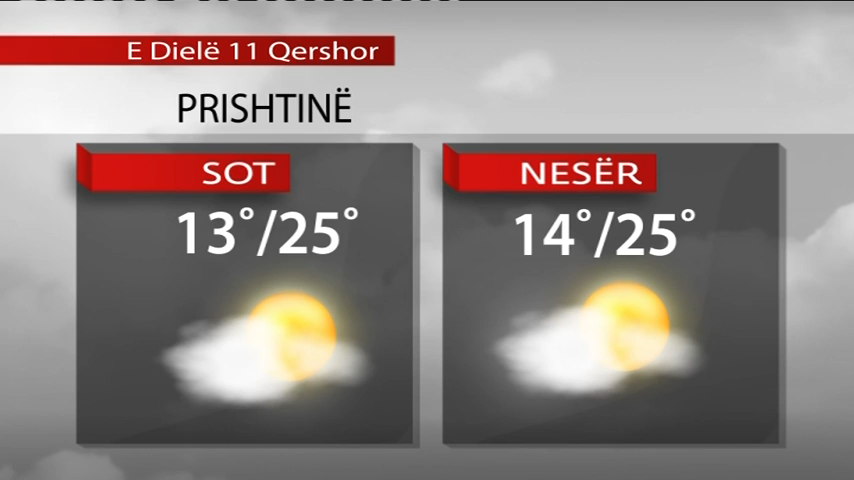 E Dielë 11 Qershor
PRISHTINË
SOT
13°/25°
NESËR
14°/25°